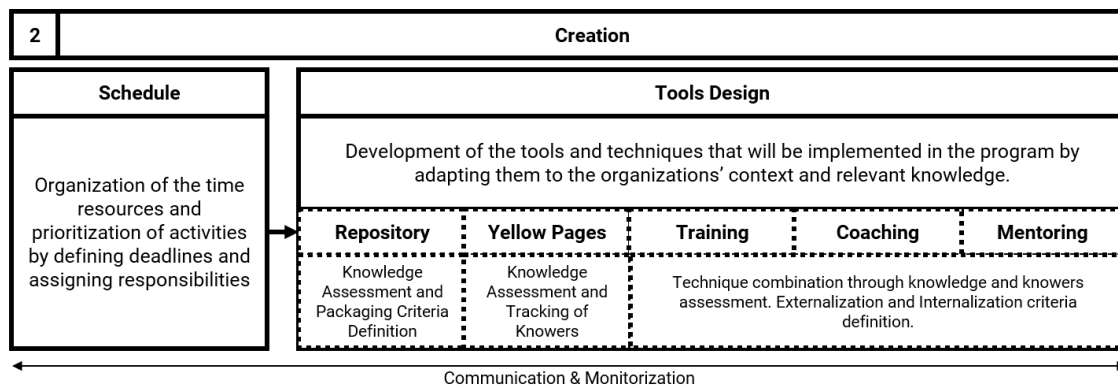 2
Creation
Schedule
Tools Design
Organization of the time
resources and
prioritization of activities
by defining deadlines and
assigning responsibilities
Development of the tools and techniques that will be implemented in the program by
adapting them to the organizations’ context and relevant knowledge.
Repository
Yellow Pages
Training
Coaching
Mentoring
Knowledge
Assessment and
Packaging Criteria
Definition
Knowledge
Assessment and
Tracking of
Knowers
Technique combination through knowledge and knowers
assessment. Externalization and Internalization criteria
definition.
Communication & Monitorization